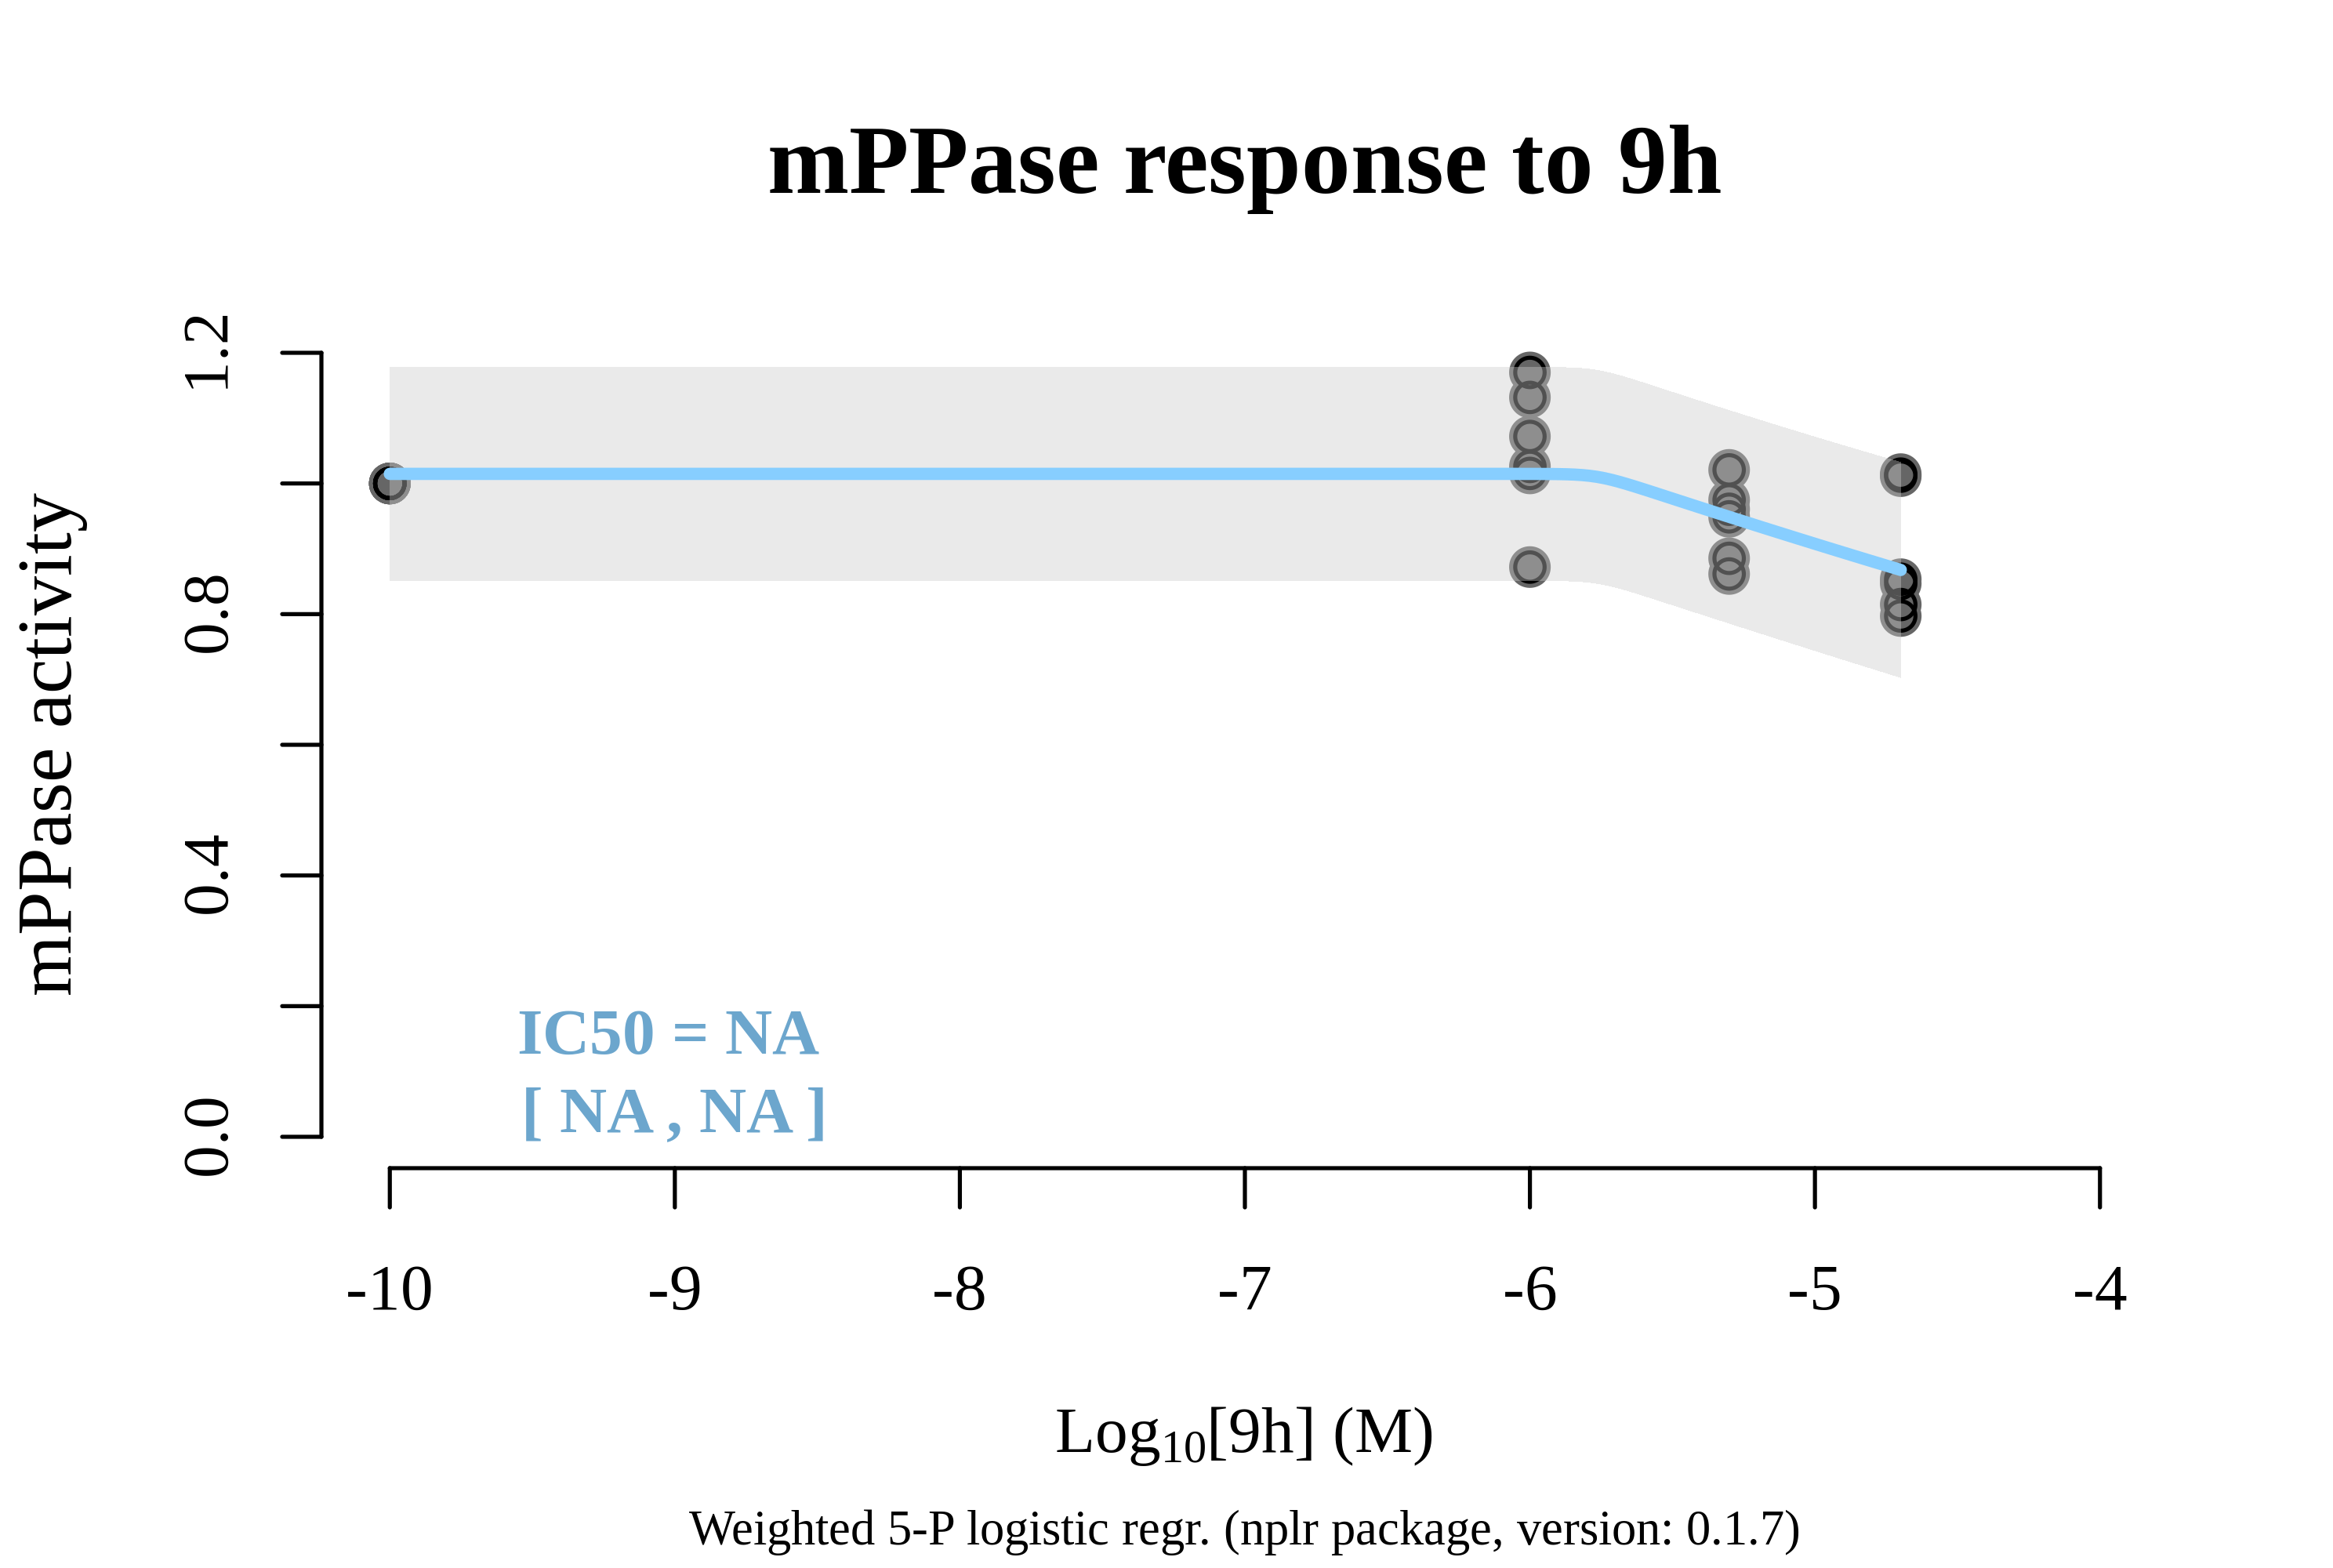 mPPase response to 9h
mPPase activity
1.2
0.8
0.4
0.0
IC50 = NA
[ NA , NA ]
-10 -9 -8 -7 -6 -5 -4
Log₁₀[9h] (M)
Weighted 5-P logistic regr. (nplr package, version: 0.1.7)